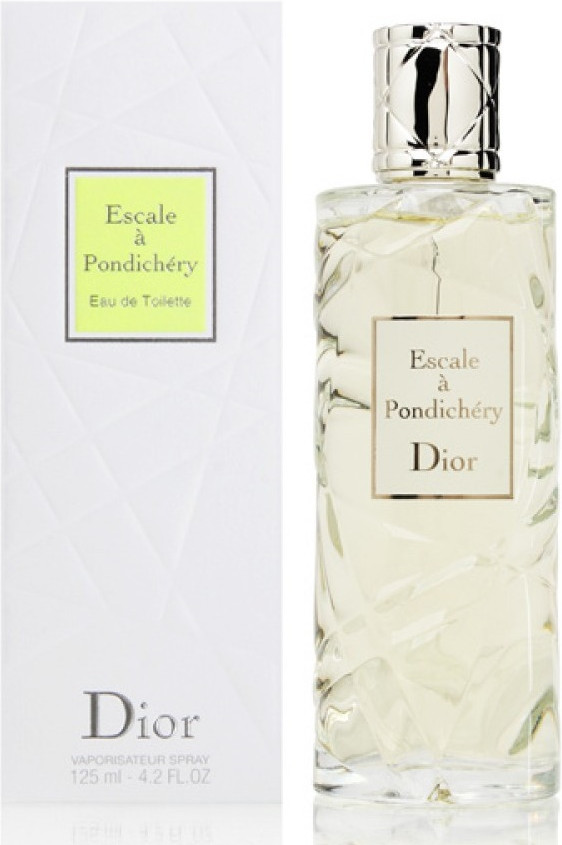 Escale
à
Pondichéry
Eau de Toilette
Dior
VAPORISATEUR SPRAY
125 ml - 4.2 FL.OZ
Escale
à
Pondichéry
Dior